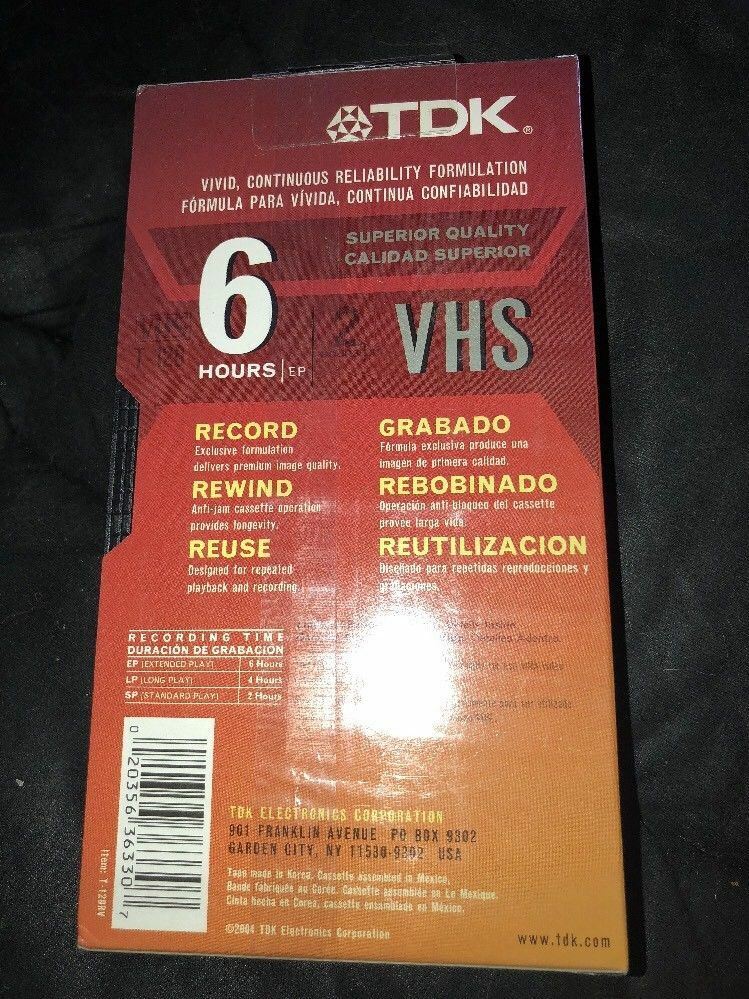 TDK®
VIVID, CONTINUOUS RELIABILITY FORMULATION
FÓRMULA PARA VÍVIDA, CONTINUA CONFIABILIDAD
SUPERIOR QUALITY
CALIDAD SUPERIOR
6
HOURS | EP
2
VHS
RECORD
Exclusive formulation
delivers premium image quality.
REWIND
Anti-jam cassette operation
provides longevity.
REUSE
Designed for repeated
playback and recording.
GRABADO
Fórmula exclusiva produce una
imagen de primera calidad.
REBOBINADO
Operación anti-bloqueo del cassette
provee larga vida.
REUTILIZACION
Diseñado para repetidas reproducciones y
grabaciones.
RECORDING TIME
DURACIÓN DE GRABACIÓN
EP (EXTENDED PLAY) 6 Hours
LP (LONG PLAY) 4 Hours
SP (STANDARD PLAY) 2 Hours
0 20356 36330 7
Item: T-120RV
TDK ELECTRONICS CORPORATION
901 FRANKLIN AVENUE PO BOX 9302
GARDEN CITY, NY 11530-9202 USA
Tape made in Korea. Cassette assembled in Mexico.
Bande fabriquée au Corée. Cassette assemblée en Le Mexique.
Cinta hecha en Corea, cassette ensamblado en México.
©2004 TDK Electronics Corporation
www.tdk.com